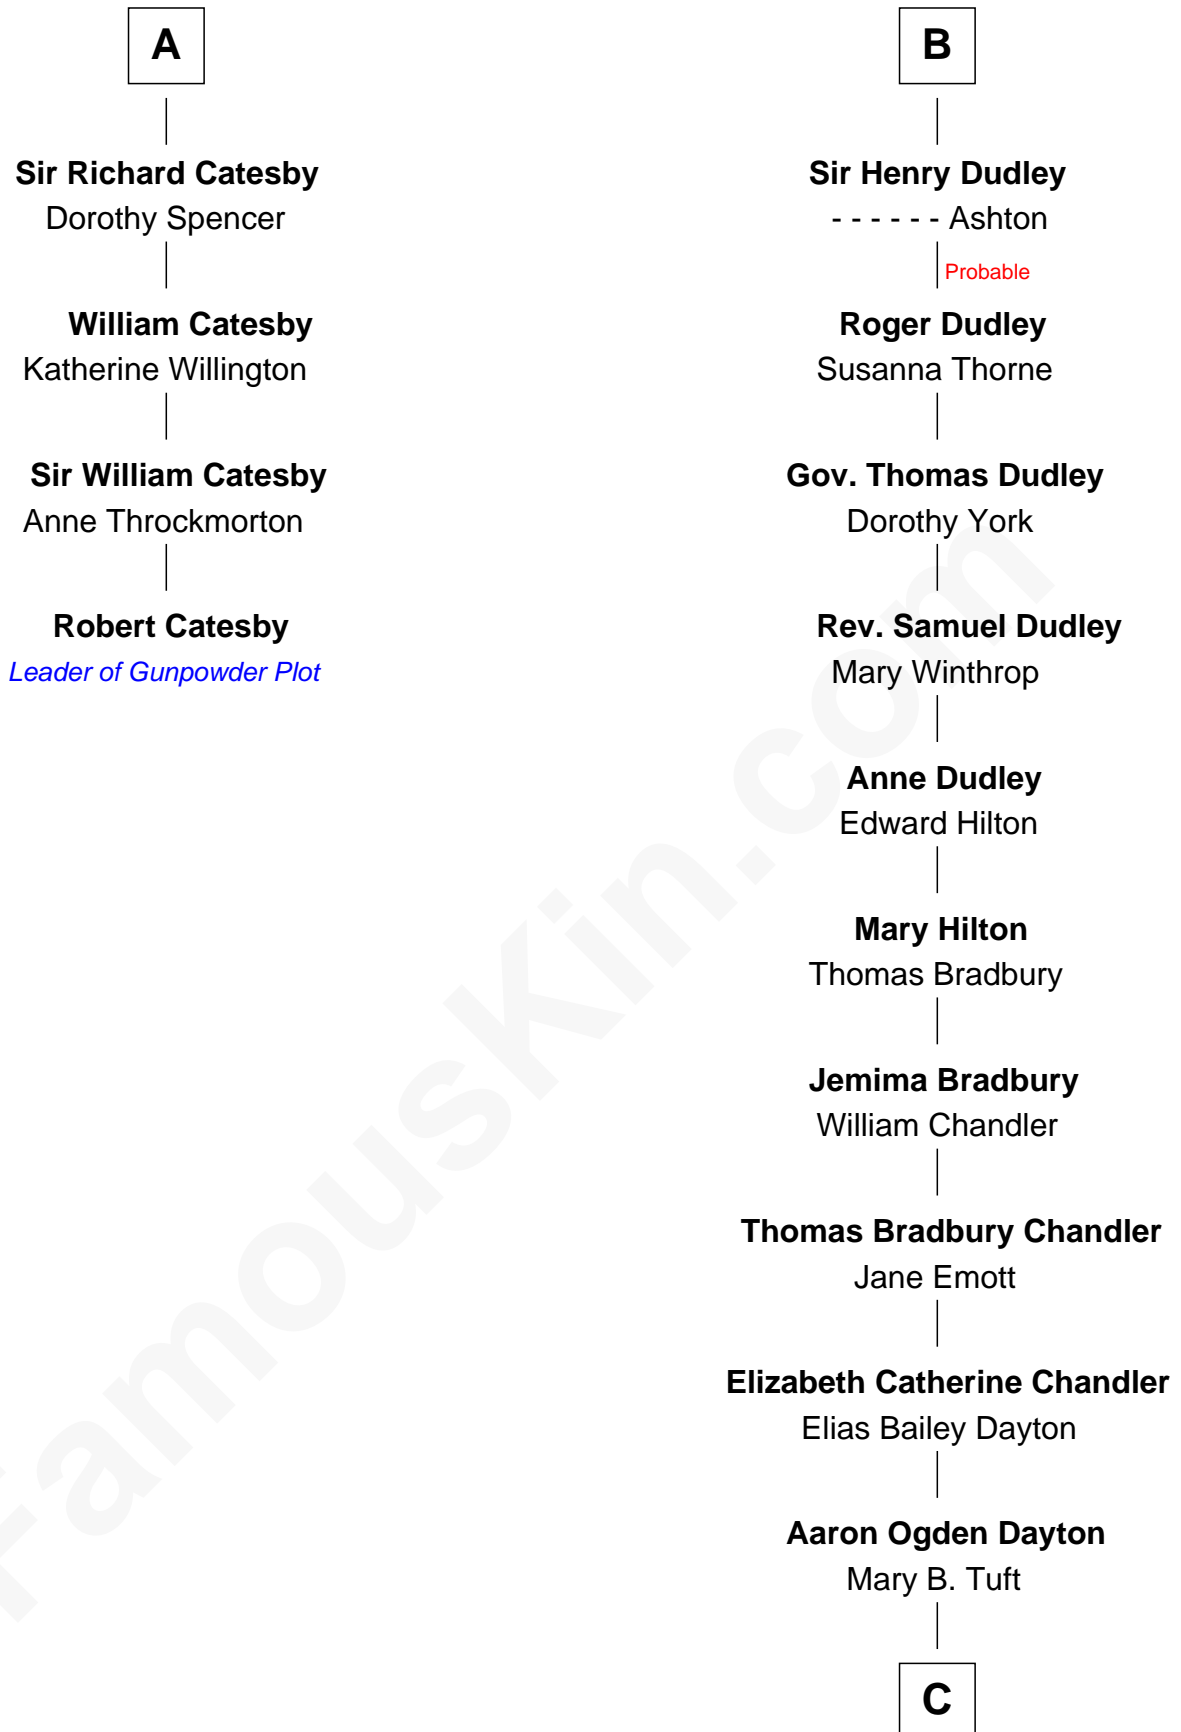 A
Sir Richard Catesby
Dorothy Spencer
William Catesby
Katherine Willington
Sir William Catesby
Anne Throckmorton
Robert Catesby
Leader of Gunpowder Plot
B
Sir Henry Dudley
- - - - - - Ashton
Probable
Roger Dudley
Susanna Thorne
Gov. Thomas Dudley
Dorothy York
Rev. Samuel Dudley
Mary Winthrop
Anne Dudley
Edward Hilton
Mary Hilton
Thomas Bradbury
Jemima Bradbury
William Chandler
Thomas Bradbury Chandler
Jane Emott
Elizabeth Catherine Chandler
Elias Bailey Dayton
Aaron Ogden Dayton
Mary B. Tuft
C
FamousKin.com